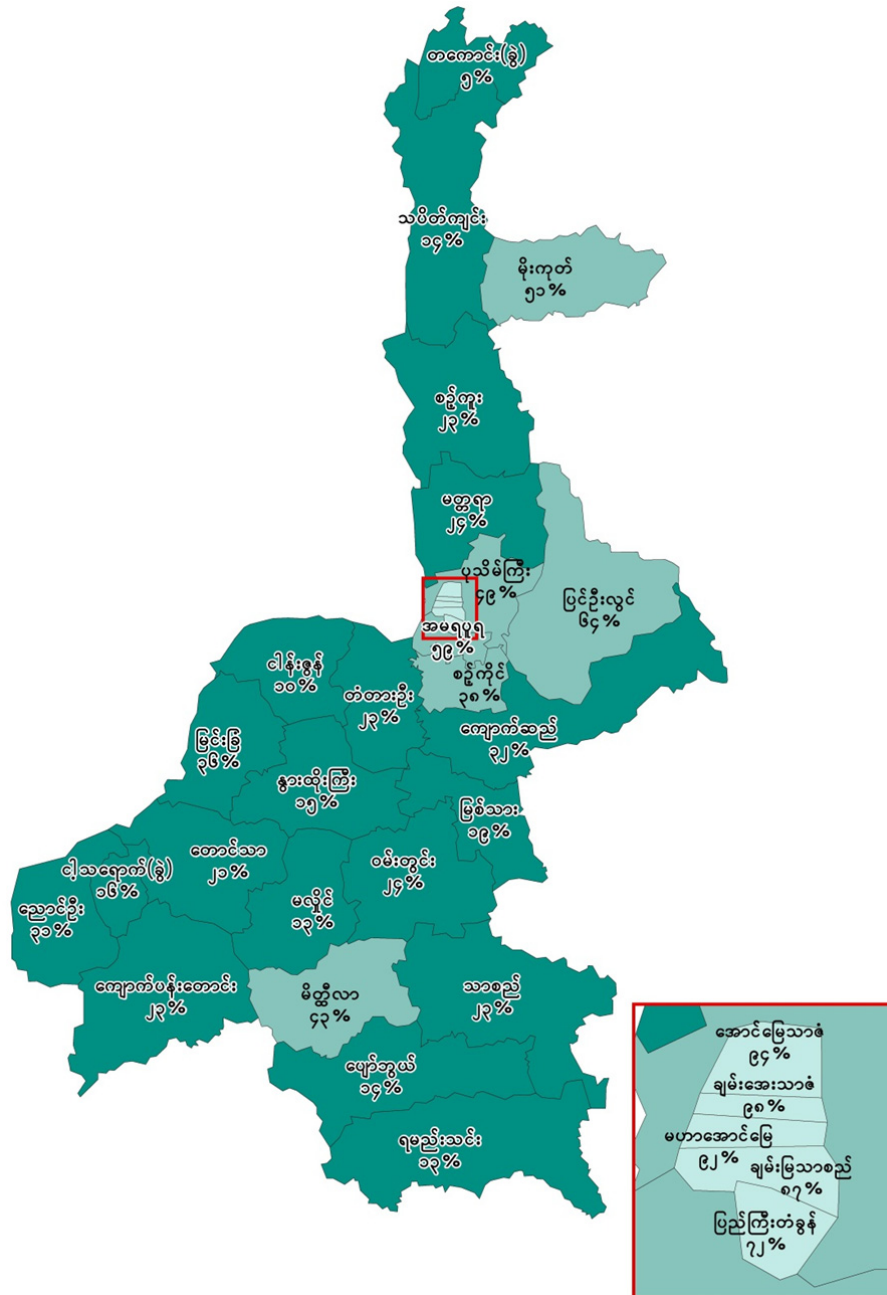 တကောင်း(ခွဲ)
၅%
သပိတ်ကျင်း
၁၄%
မိုးကုတ်
၅၁%
စဉ့်ကူး
၂၃%
မတ္တရာ
၂၄%
ပုသိမ်ကြီး
၄၉%
ပြင်ဦးလွင်
၆၄%
အမရပူရ
၅၉%
စဉ့်ကိုင်
၃၈%
ငါန်းဇွန်
၁၀%
တံတားဦး
၂၃%
ကျောက်ဆည်
၃၂%
မြင်းခြံ
၃၆%
နွားထိုးကြီး
၁၅%
မြစ်သား
၁၉%
တောင်သာ
၂၁%
ဝမ်းတွင်း
၂၄%
ငါ့သရောက်(ခွဲ)
၁၆%
မလှိုင်
၁၃%
ညောင်ဦး
၃၁%
ကျောက်ပန်းတောင်း
၂၃%
မိတ္ထီလာ
၄၃%
သာစည်
၂၃%
ပျော်ဘွယ်
၁၄%
ရမည်းသင်း
၁၃%
အောင်မြေသာဇံ
၉၄%
ချမ်းအေးသာဇံ
၉၈%
မဟာအောင်မြေ
၉၂%
ချမ်းမြသာစည်
၈၇%
ပြည်ကြီးတံခွန်
၇၂%